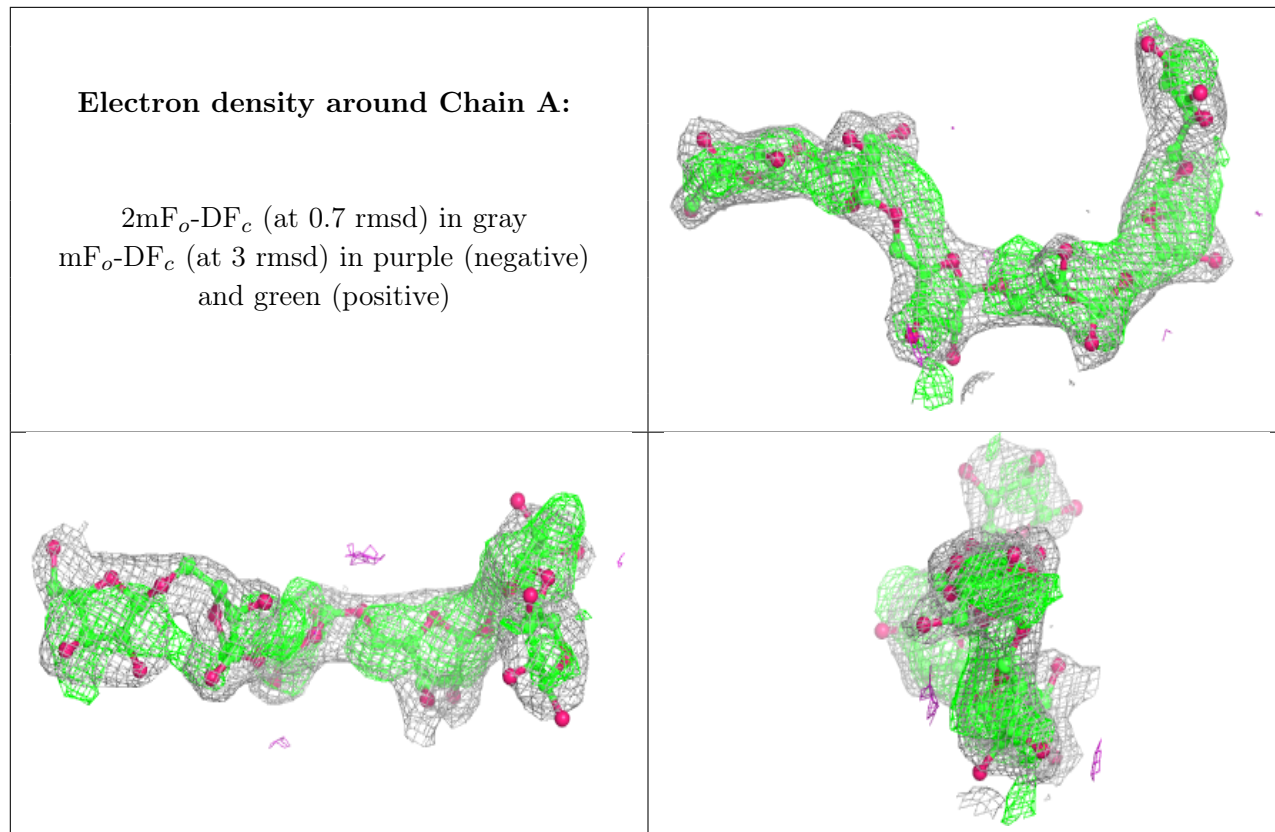 Electron density around Chain A:
2mFo-DFc (at 0.7 rmsd) in gray
mFo-DFc (at 3 rmsd) in purple (negative)
and green (positive)